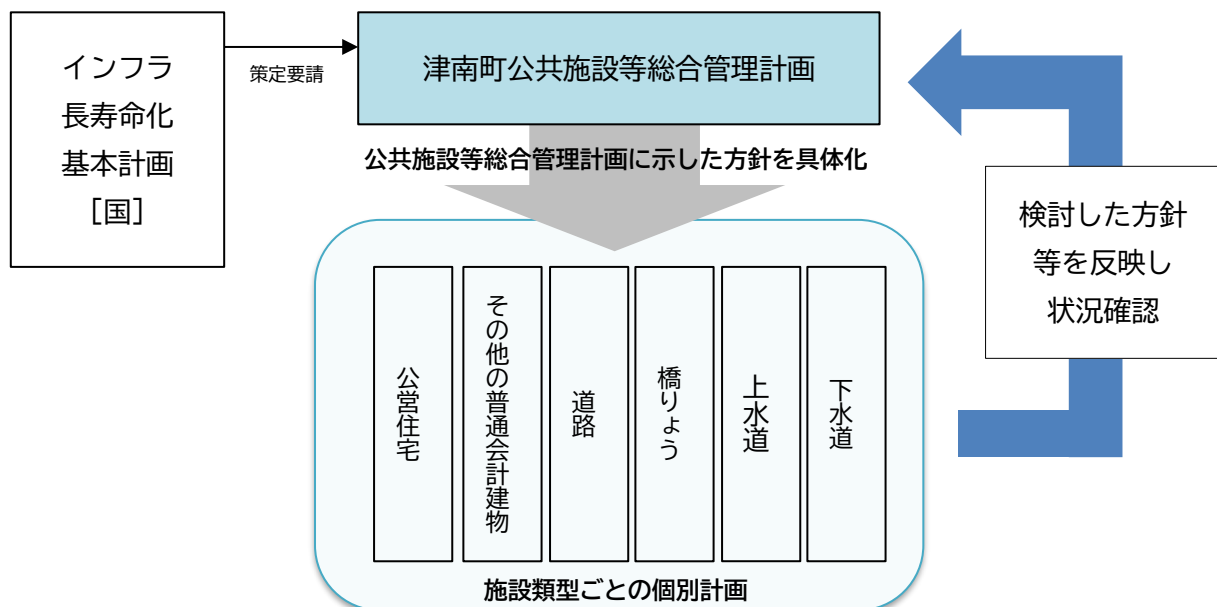 インフラ
長寿命化
基本計画
［国］
策定要請
津南町公共施設等総合管理計画
公共施設等総合管理計画に示した方針を具体化
検討した方針
等を反映し
状況確認
公営住宅
その他の普通会計建物
道路
橋りょう
上水道
下水道
施設類型ごとの個別計画